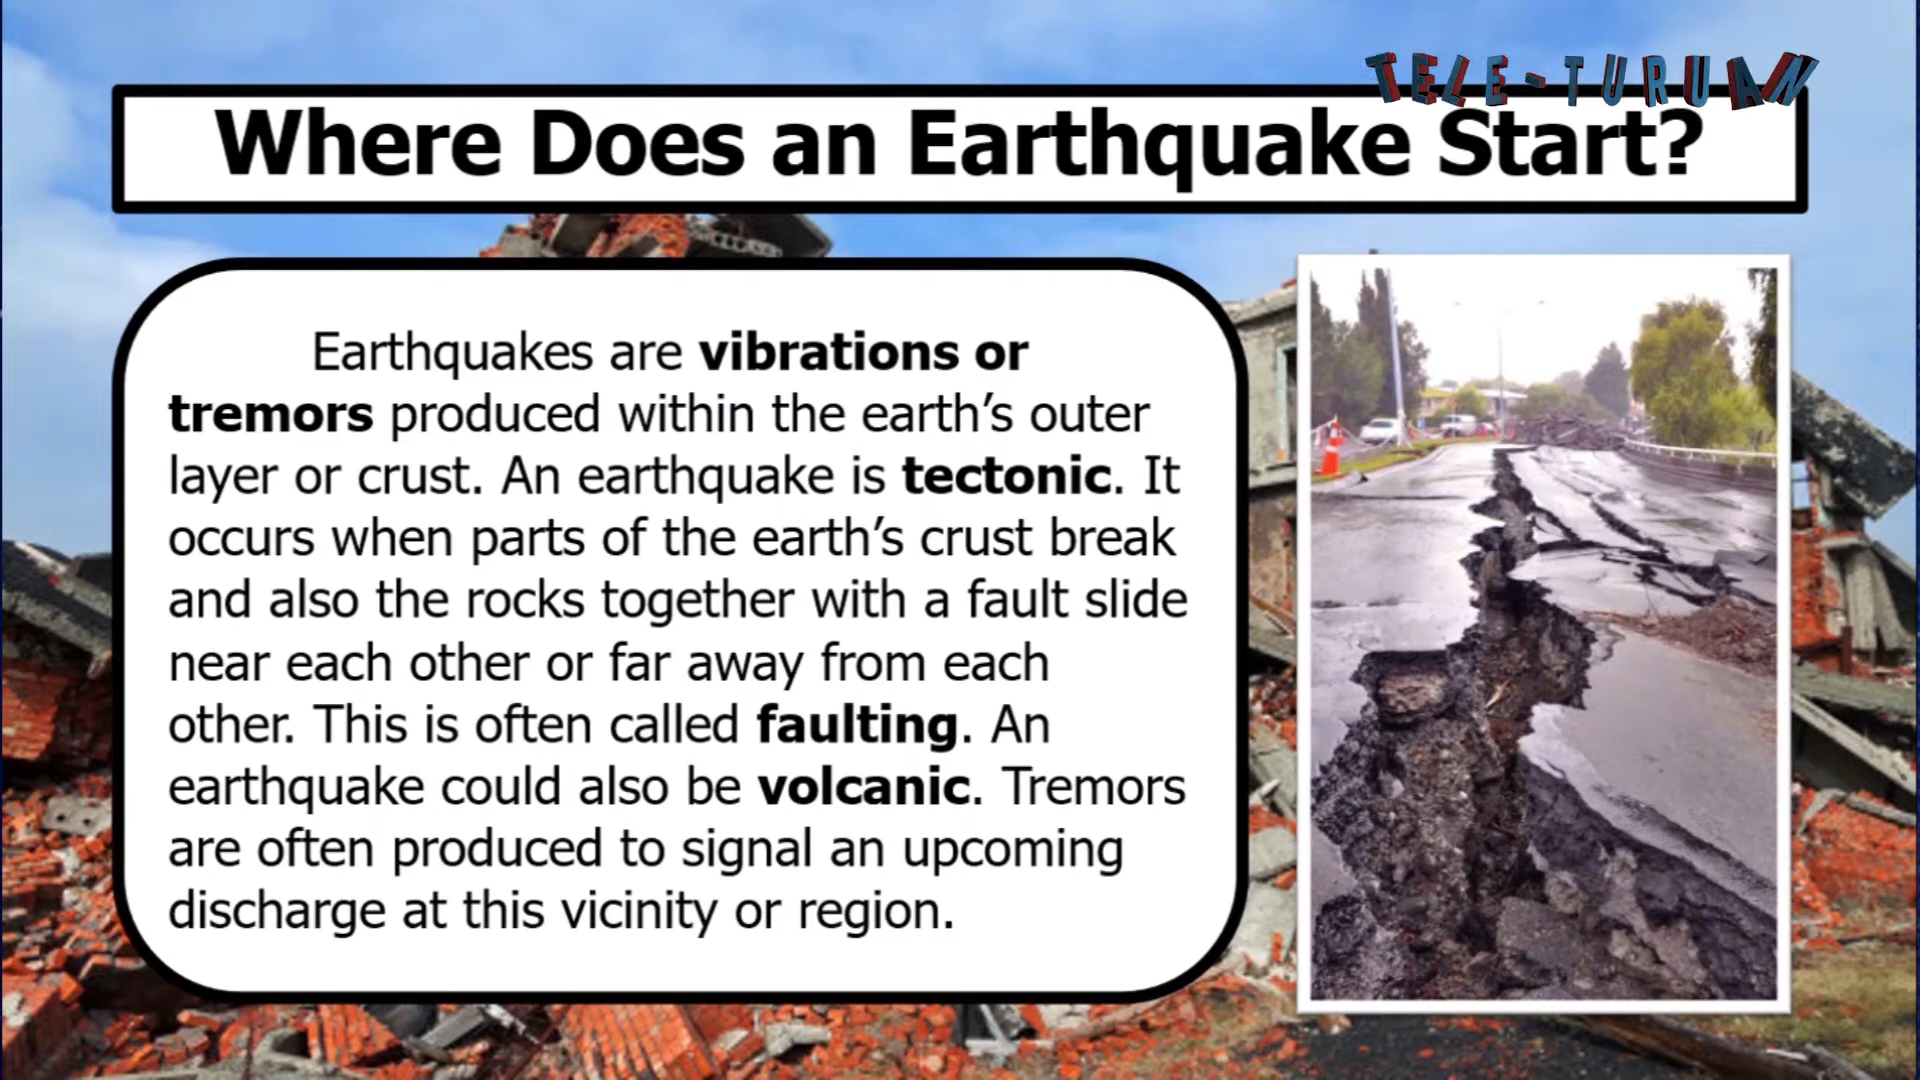 TELE-TURUAN
Where Does an Earthquake Start?
Earthquakes are vibrations or
tremors produced within the earth’s outer
layer or crust. An earthquake is tectonic. It
occurs when parts of the earth’s crust break
and also the rocks together with a fault slide
near each other or far away from each
other. This is often called faulting. An
earthquake could also be volcanic. Tremors
are often produced to signal an upcoming
discharge at this vicinity or region.